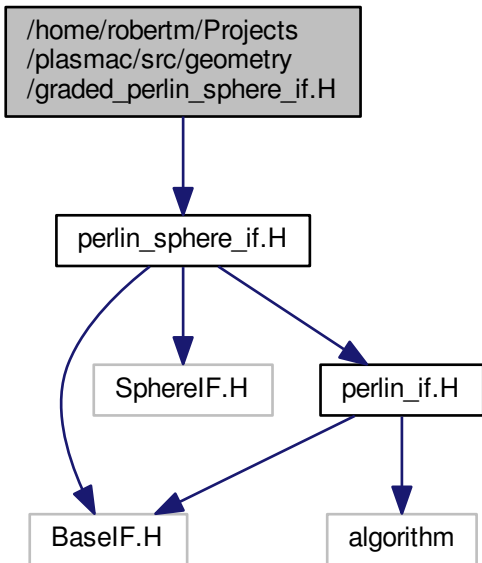 /home/robertm/Projects
/plasmac/src/geometry
/graded_perlin_sphere_if.H
perlin_sphere_if.H
SphereIF.H
perlin_if.H
BaseIF.H
algorithm